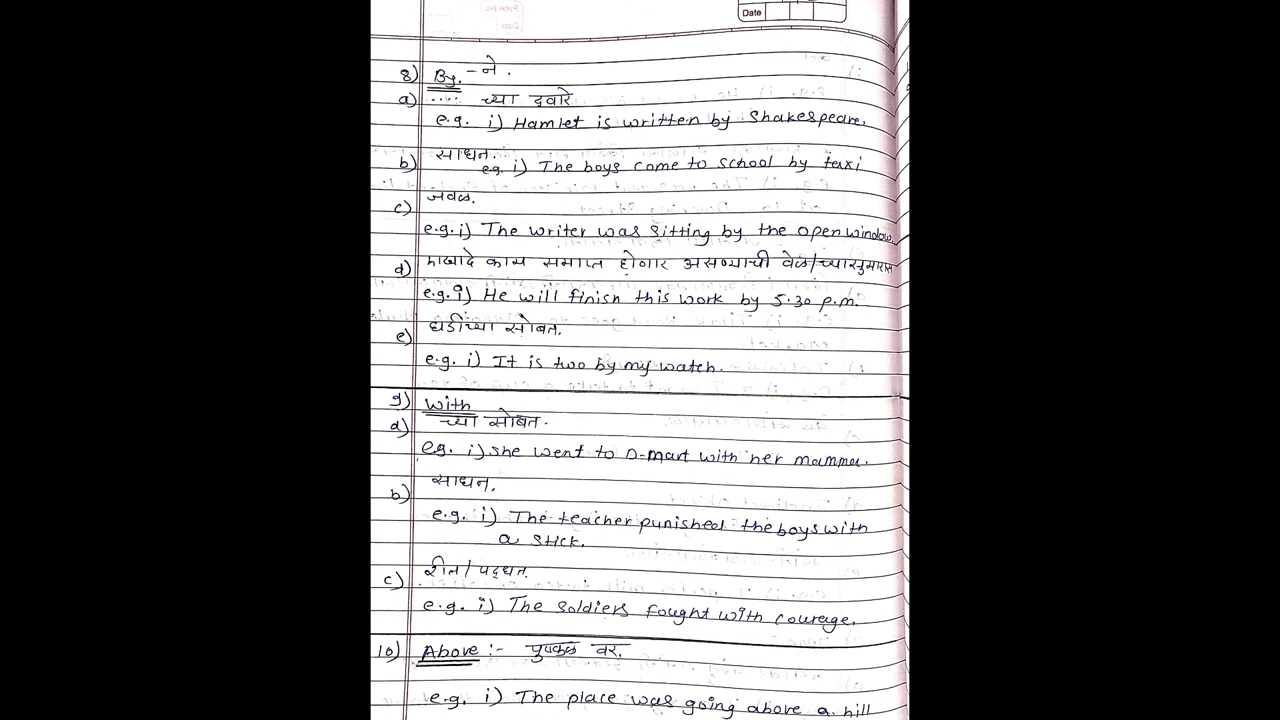 Date
8) By. - ने.
a) .... च्या दवारे
e.g. i) Hamlet is written by Shakespeare.
b) साधन.
e.g. i) The boys come to school by taxi
c) जवळ.
e.g. i) The writer was sitting by the open window.
d) काम समाप्त होणार असण्याची वेळ/च्यासुमारास
e.g. i) He will finish this work by 5.30 p.m.
e) घडीच्या सोबत.
e.g. i) It is two by my watch.
9) With
a) च्या सोबत.
e.g. i) she went to D-mart with her mamma.
b) साधन.
e.g. i) The teacher punished the boys with
a stick.
c) रीत / पद्धत.
e.g. i) The soldiers fought with courage.
10) Above :- पुष्कळ वर.
e.g. i) The place was going above a hill